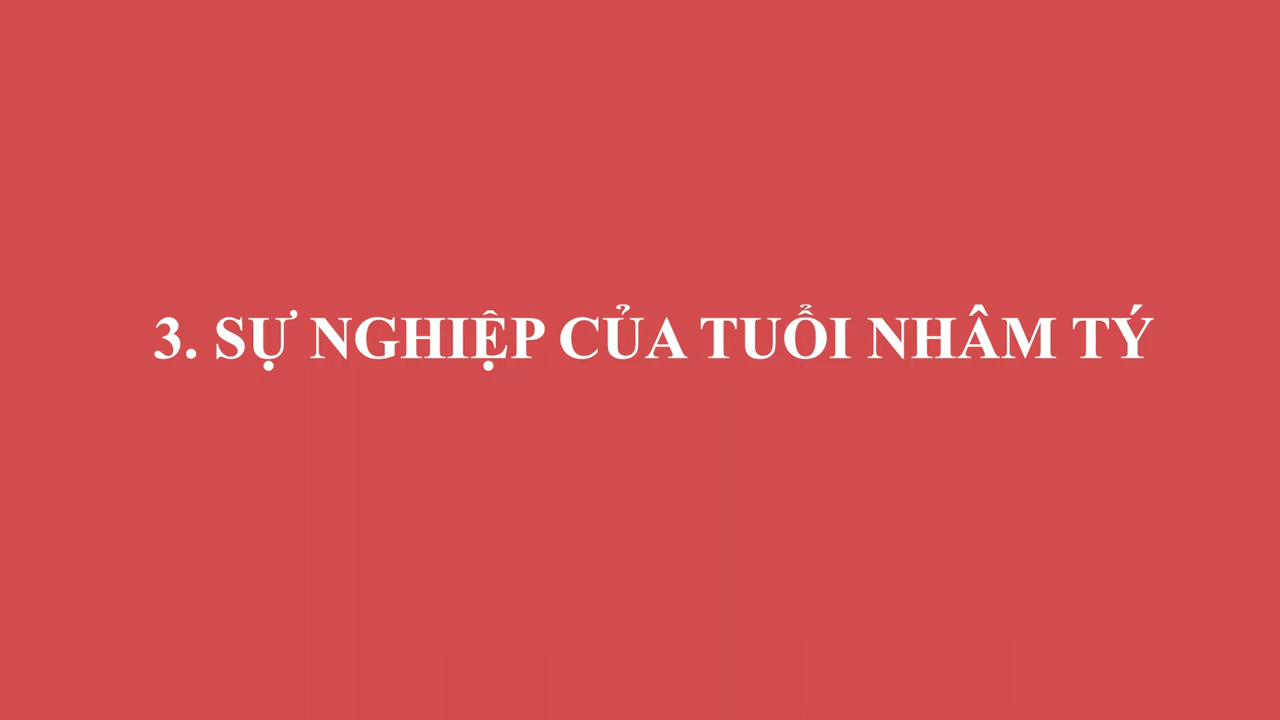 3. SỰ NGHIỆP CỦA TUỔI NHÂM TÝ